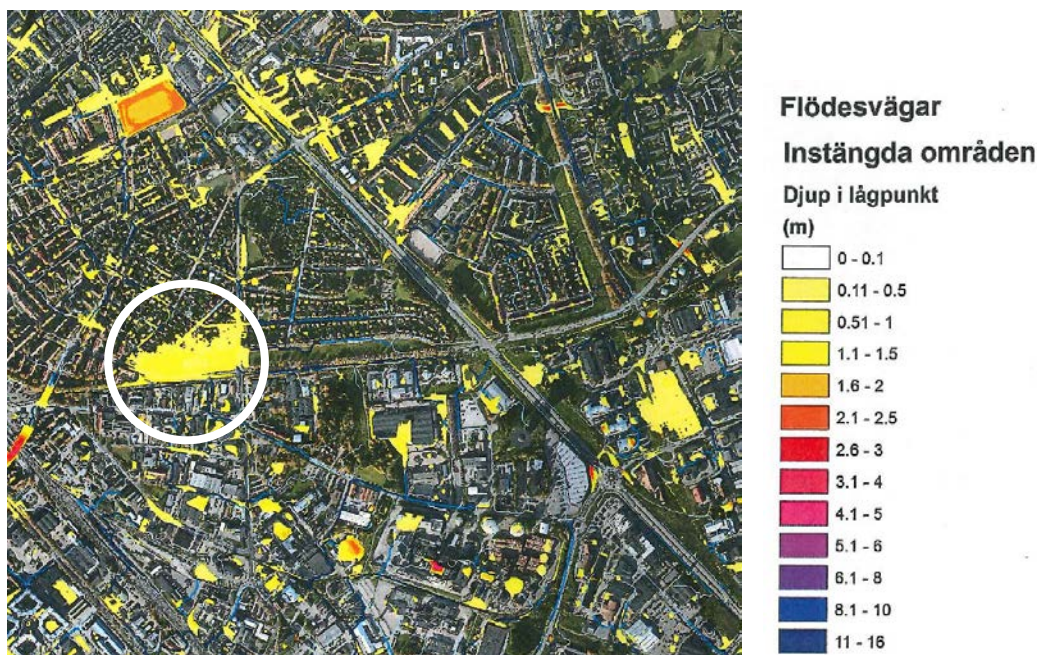 Flödesvägar
Instängda områden
Djup i lågpunkt
(m)
0 - 0.1
0.11 - 0.5
0.51 - 1
1.1 - 1.5
1.6 - 2
2.1 - 2.5
2.6 - 3
3.1 - 4
4.1 - 5
5.1 - 6
6.1 - 8
8.1 - 10
11 - 16